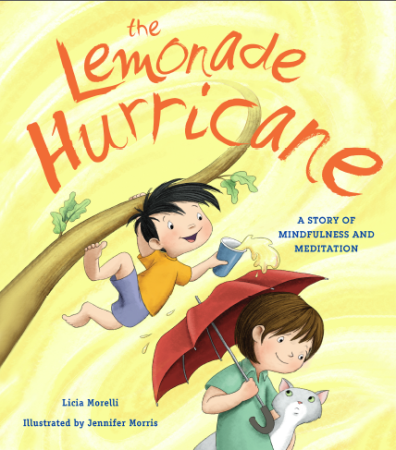 the
Lemonade
Hurricane
A STORY OF
MINDFULNESS AND
MEDITATION
Licia Morelli
Illustrated by Jennifer Morris